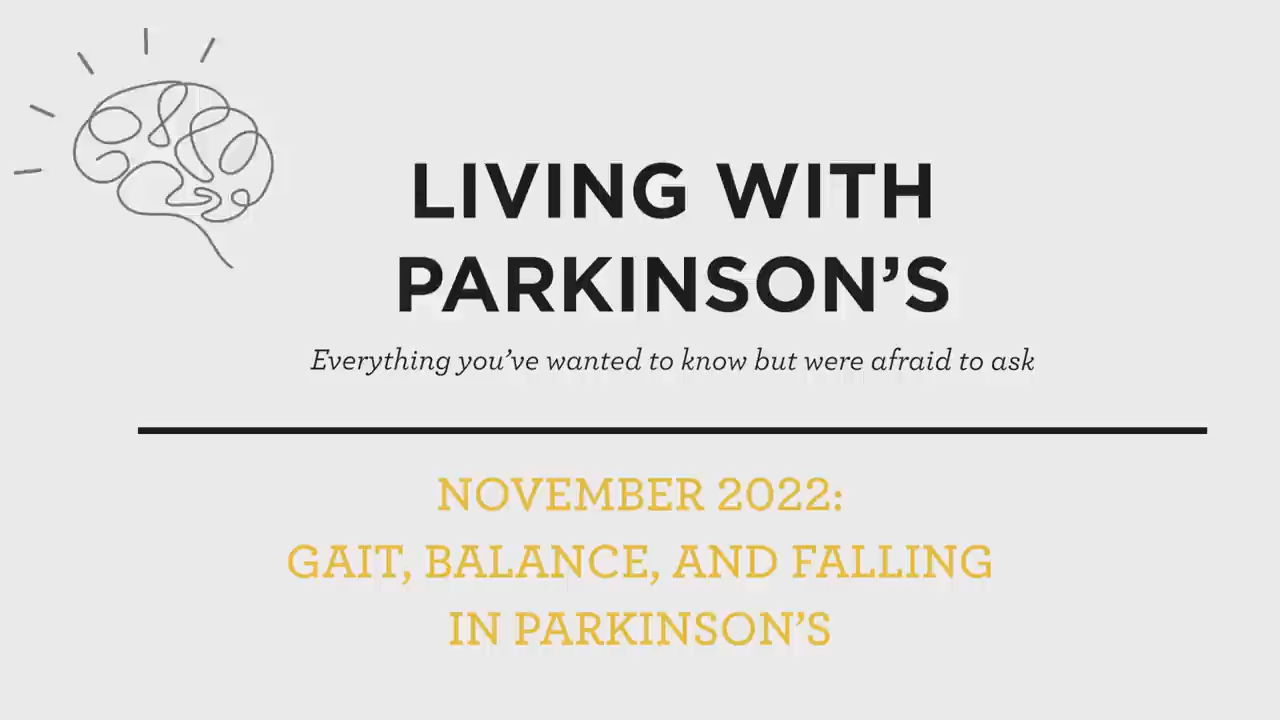 LIVING WITH
PARKINSON’S
Everything you’ve wanted to know but were afraid to ask
NOVEMBER 2022:
GAIT, BALANCE, AND FALLING
IN PARKINSON’S